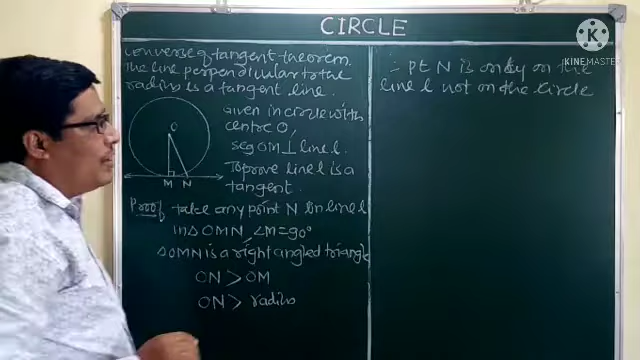 CIRCLE
converse of tangent theorem
The line perpendicular to the
radius is a tangent line.
O
M N
Given in circle with
centre O,
seg OM ⊥ line l.
To prove line l is a
tangent.
Proof take any point N on line l
in △ OMN, ∠M = 90°
△ OMN is a right angled triangle
ON > OM
ON > radius
∴ pt N is only on the
line l not on the circle
K
KINEMASTER